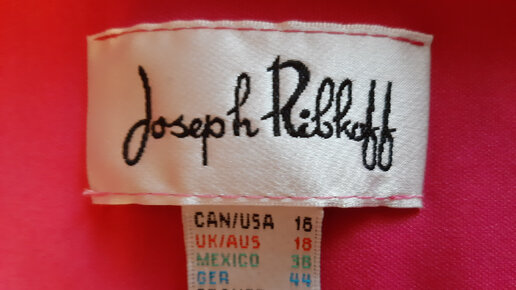 Joseph Ribkoff
CAN/USA 16
UK/AUS 18
MEXICO 38
GER 44